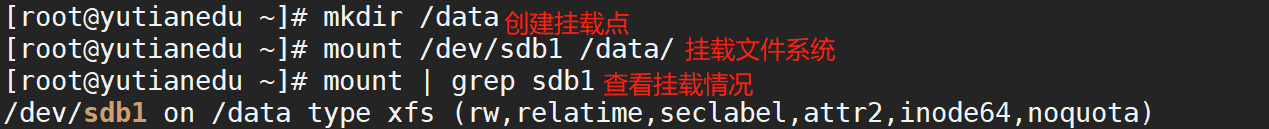 [root@yutianedu ~]# mkdir /data 创建挂载点
[root@yutianedu ~]# mount /dev/sdb1 /data/ 挂载文件系统
[root@yutianedu ~]# mount | grep sdb1 查看挂载情况
/dev/sdb1 on /data type xfs (rw,relatime,seclabel,attr2,inode64,noquota)